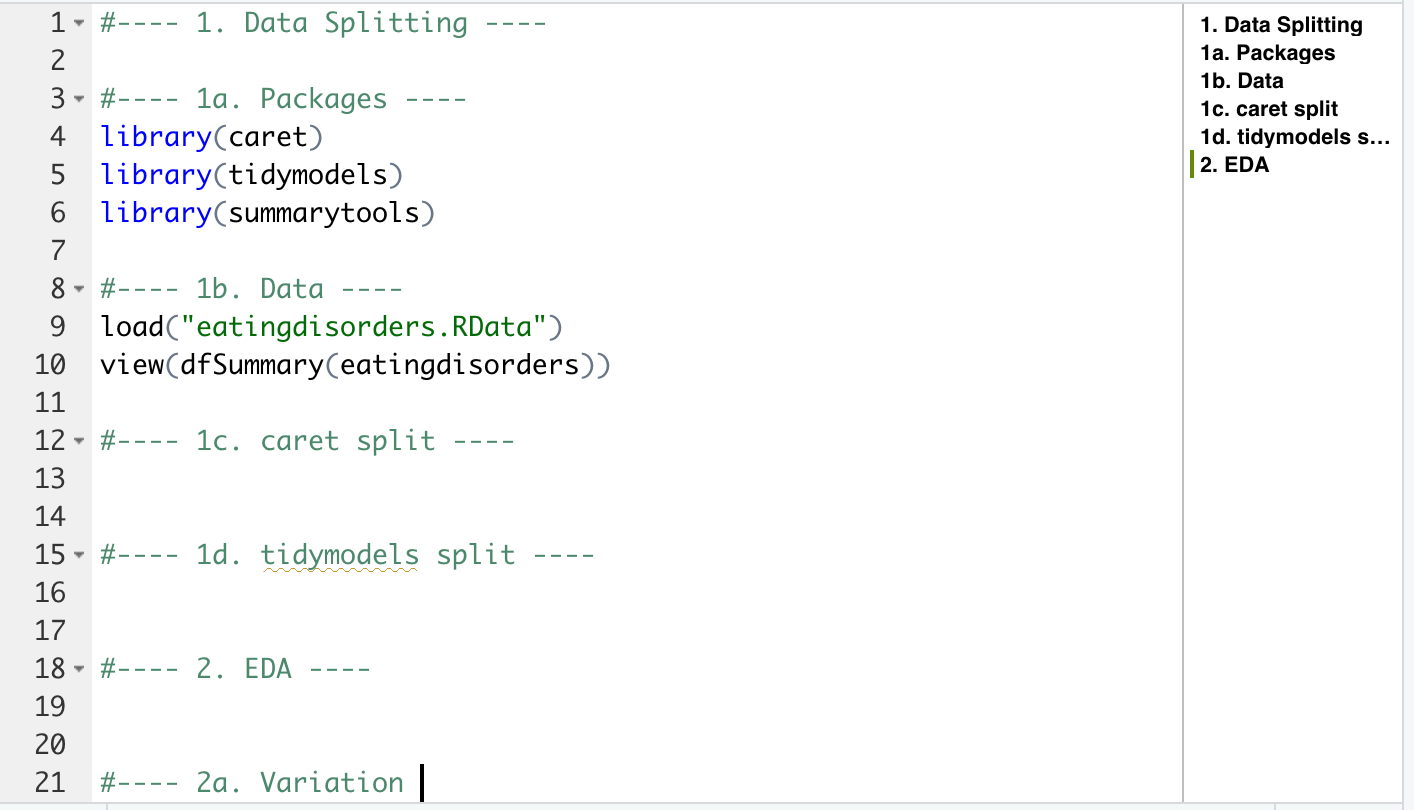 1 #---- 1. Data Splitting ----
2
3 #---- 1a. Packages ----
4 library(caret)
5 library(tidymodels)
6 library(summarytools)
7
8 #---- 1b. Data ----
9 load("eatingdisorders.RData")
10 view(dfSummary(eatingdisorders))
11
12 #---- 1c. caret split ----
13
14
15 #---- 1d. tidymodels split ----
16
17
18 #---- 2. EDA ----
19
20
21 #---- 2a. Variation
1. Data Splitting
1a. Packages
1b. Data
1c. caret split
1d. tidymodels s...
2. EDA